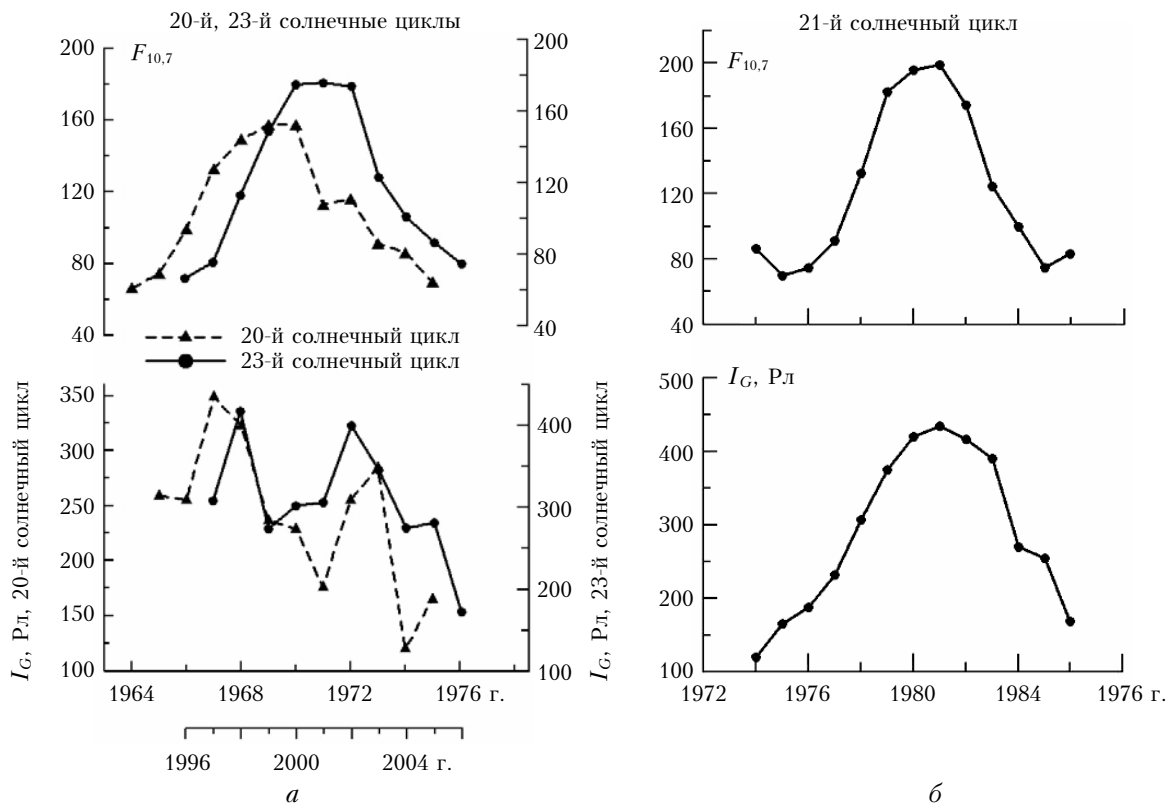 20-й, 23-й солнечные циклы
F10,7
200
160
120
80
40
200
160
120
80
40
20-й солнечный цикл
23-й солнечный цикл
IG, Рл, 20-й солнечный цикл
350
300
250
200
150
100
400
300
200
100
IG, Рл, 23-й солнечный цикл
1964 1968 1972 1976 г.
1996 2000 2004 г.
а
21-й солнечный цикл
F10,7
200
160
120
80
40
IG, Рл
500
400
300
200
100
1972 1976 1980 1984 1976 г.
б